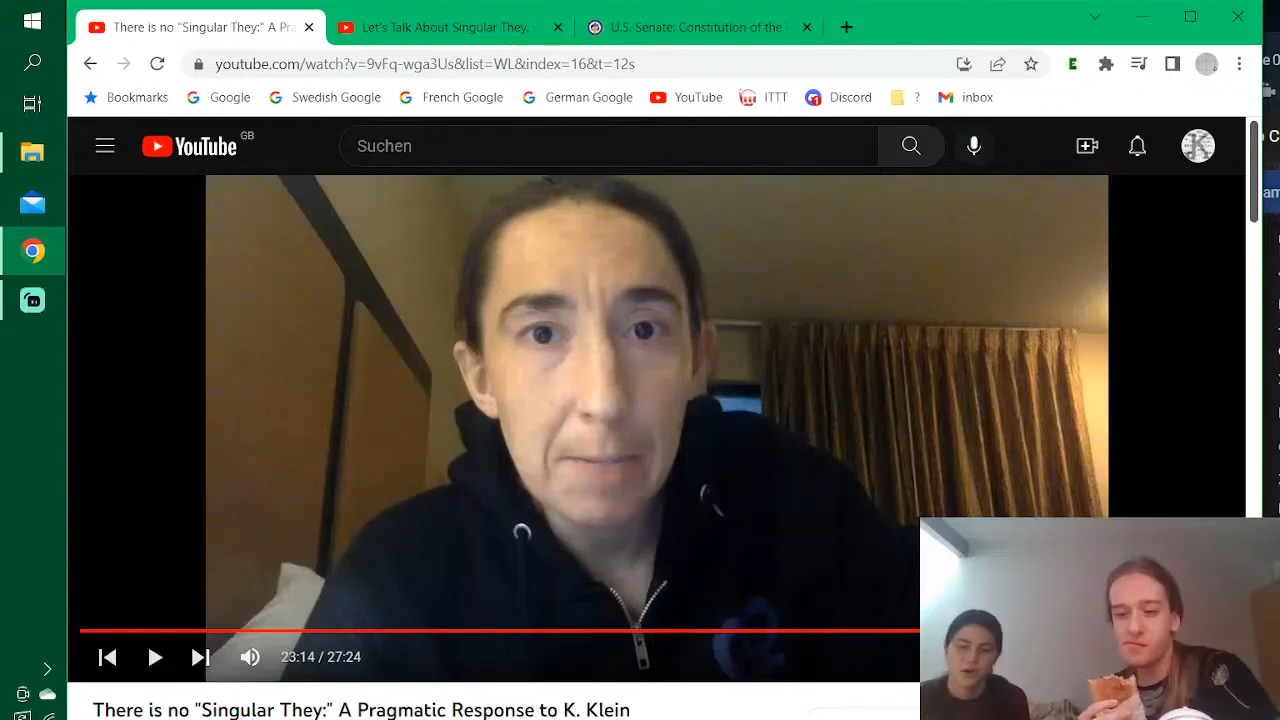 There is no "Singular They:" A Pra
Let's Talk About Singular They.
U.S. Senate: Constitution of the
youtube.com/watch?v=9vFq-wga3Us&list=WL&index=16&t=12s
Bookmarks
Google
Swedish Google
French Google
German Google
YouTube
ITTT
Discord
?
inbox
YouTube GB
Suchen
K
23:14 / 27:24
There is no "Singular They:" A Pragmatic Response to K. Klein